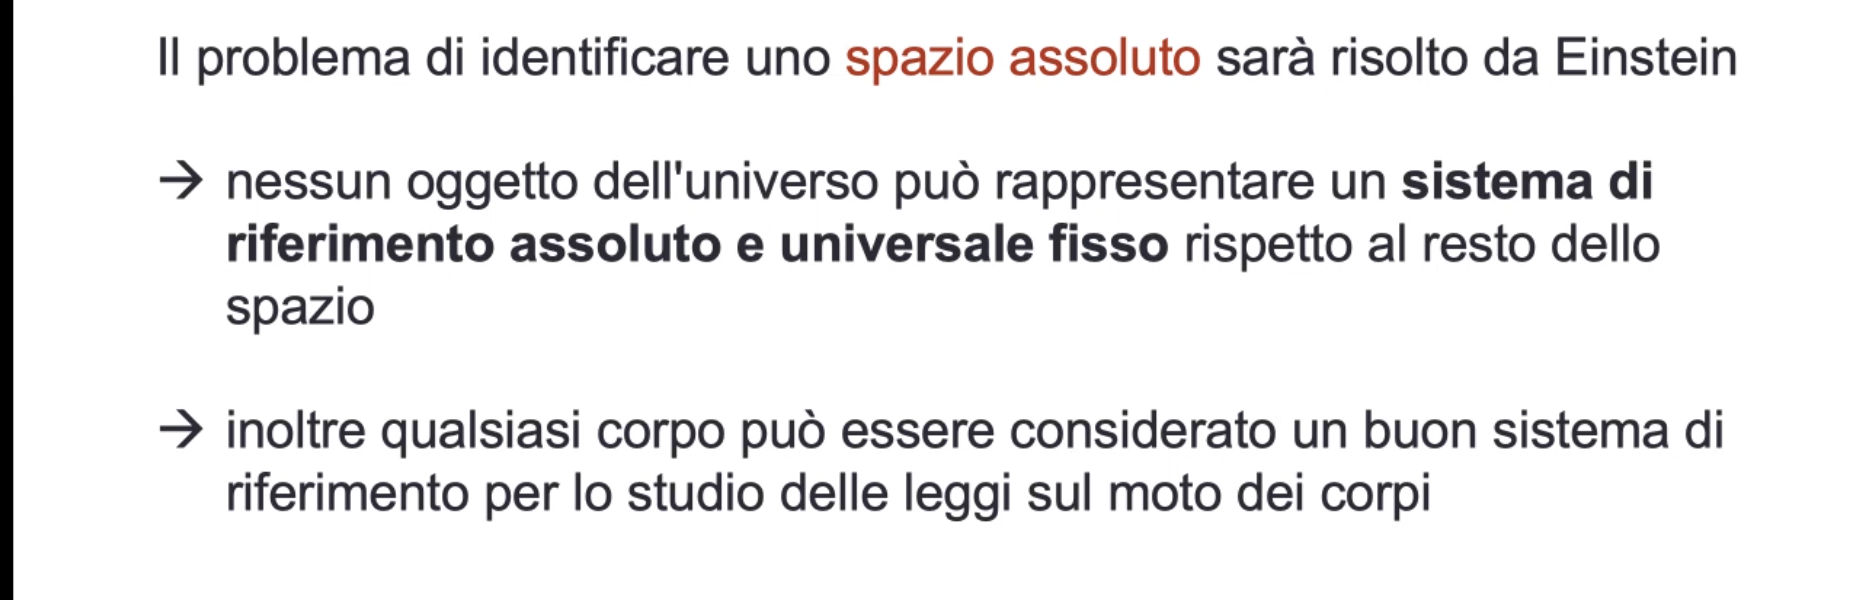 Il problema di identificare uno spazio assoluto sarà risolto da Einstein
→ nessun oggetto dell'universo può rappresentare un sistema di
riferimento assoluto e universale fisso rispetto al resto dello
spazio
→ inoltre qualsiasi corpo può essere considerato un buon sistema di
riferimento per lo studio delle leggi sul moto dei corpi